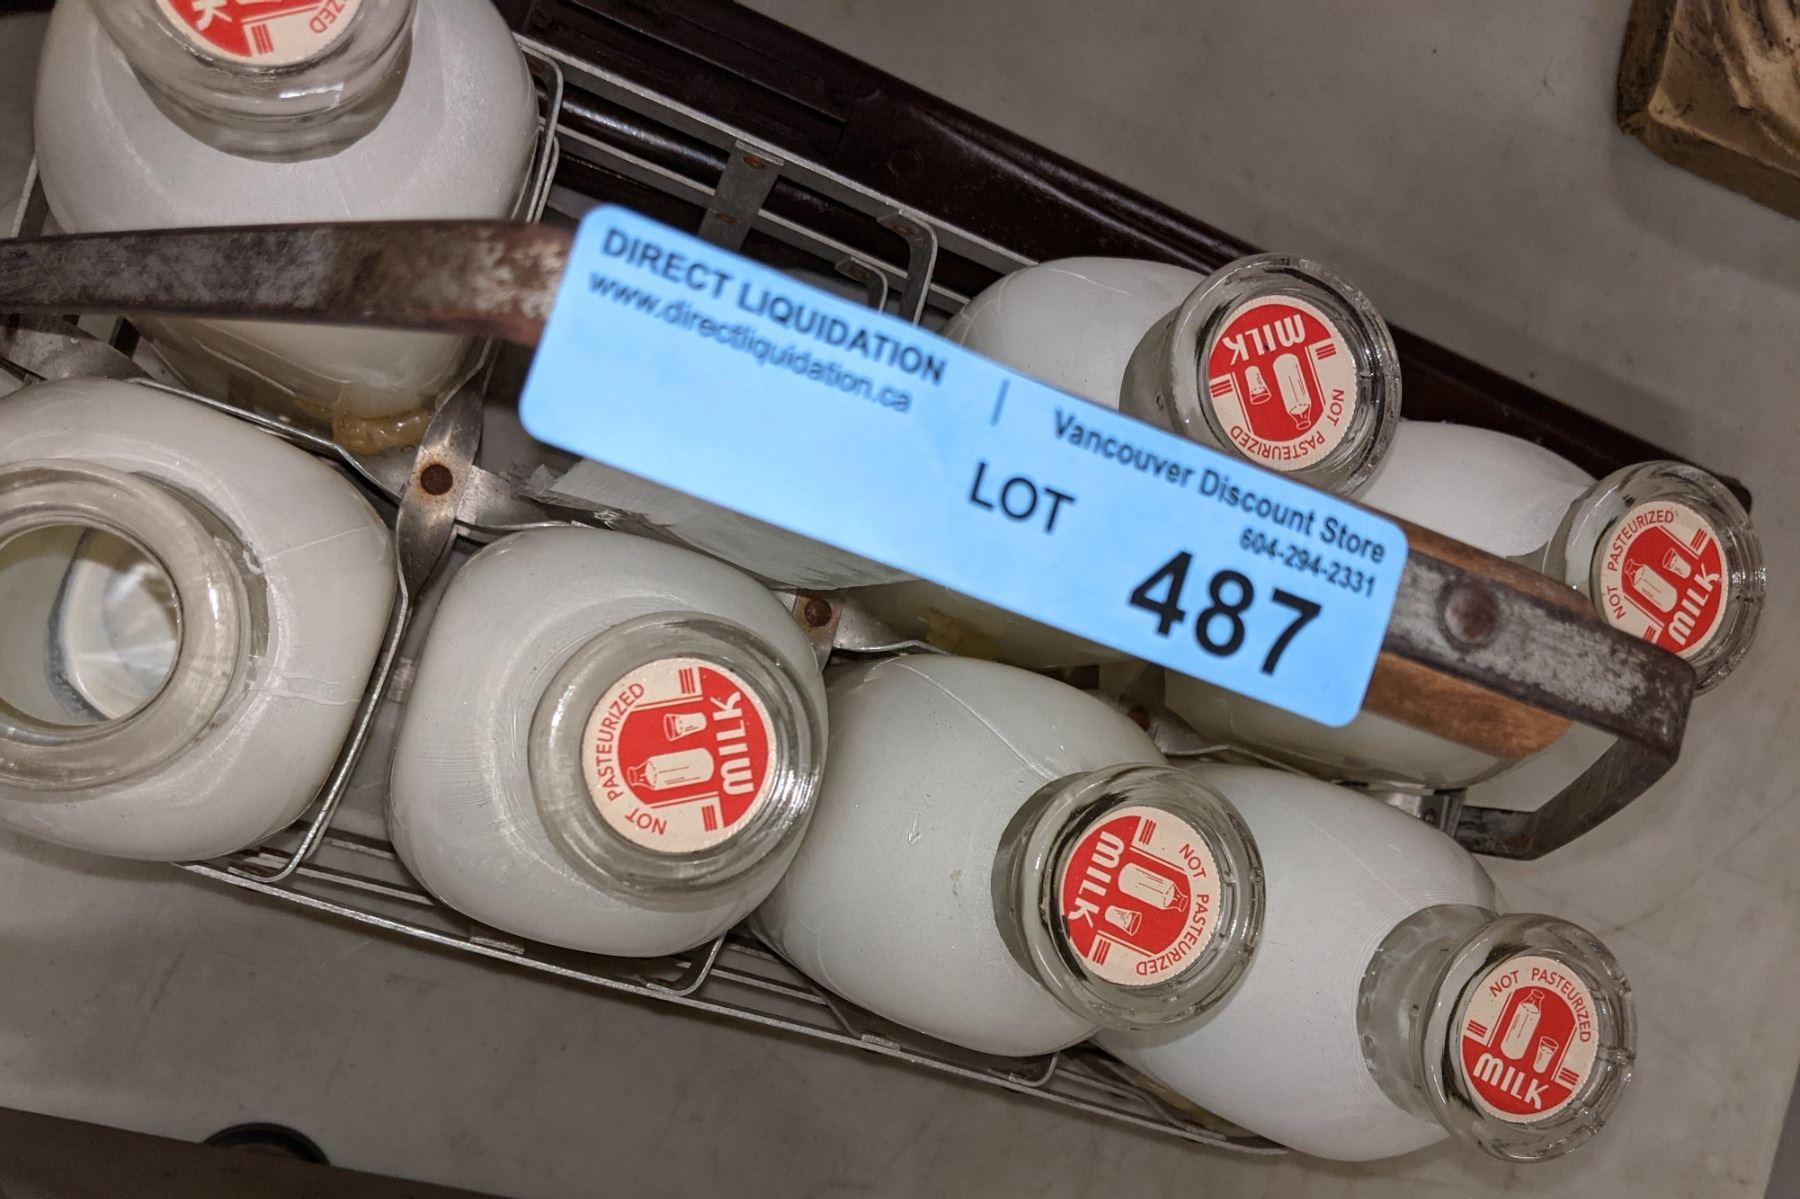 DIRECT LIQUIDATION | Vancouver Discount Store
www.directliquidation.ca 604-294-2331
LOT 487
MILK
NOT PASTEURIZED
MILK
NOT PASTEURIZED
MILK
NOT PASTEURIZED
MILK
NOT PASTEURIZED
MILK
NOT PASTEURIZED
MILK